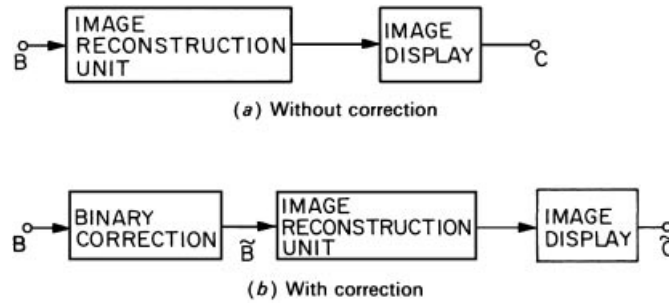 B
IMAGE
RECONSTRUCTION
UNIT
IMAGE
DISPLAY
C
(a) Without correction
B
BINARY
CORRECTION
B̃
IMAGE
RECONSTRUCTION
UNIT
IMAGE
DISPLAY
C̃
(b) With correction